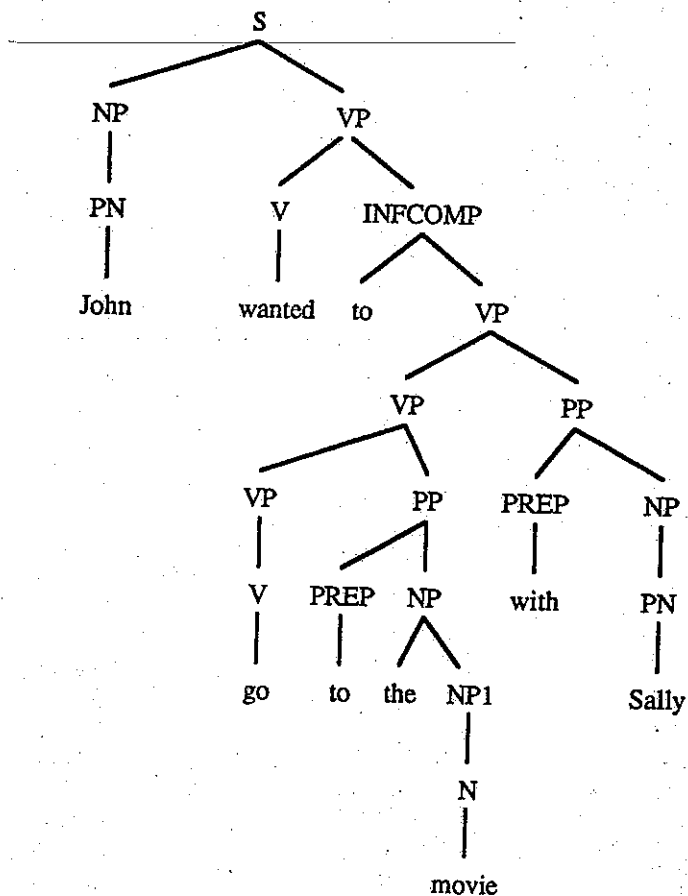 S
NP VP
PN V INFCOMP
John wanted to VP
VP PP
VP PP PREP NP
V PREP NP with PN
go to the NP1 Sally
N
movie